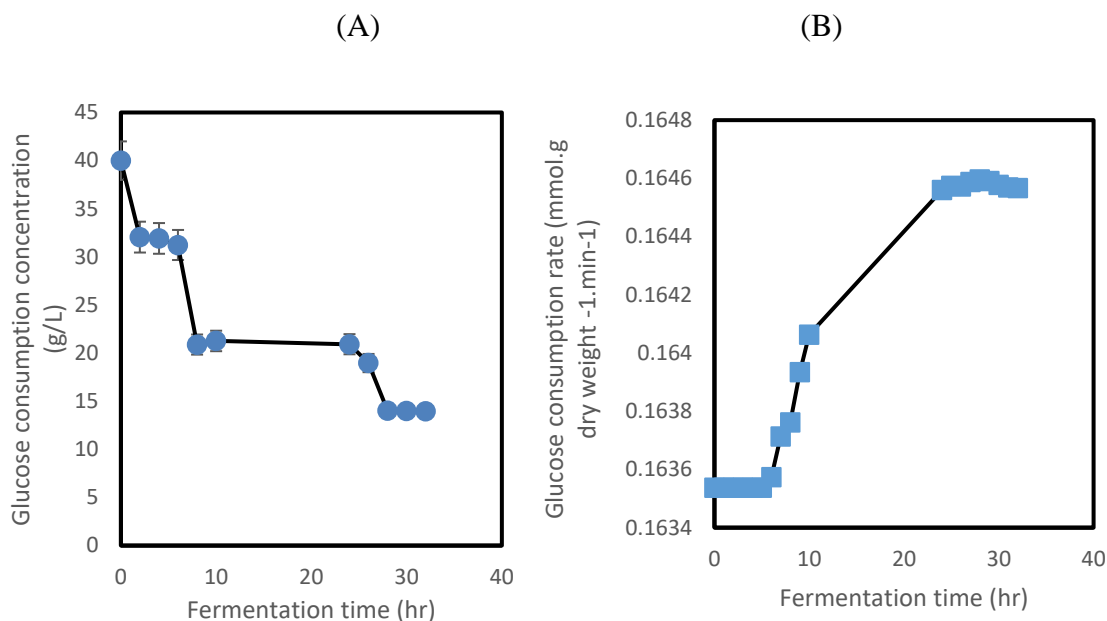 (A)
Glucose consumption concentration
(g/L)
45
40
35
30
25
20
15
10
5
0
0 10 20 30 40
Fermentation time (hr)
(B)
Glucose consumption rate (mmol.g
dry weight -1.min-1)
0.1648
0.1646
0.1644
0.1642
0.164
0.1638
0.1636
0.1634
0 10 20 30 40
Fermentation time (hr)